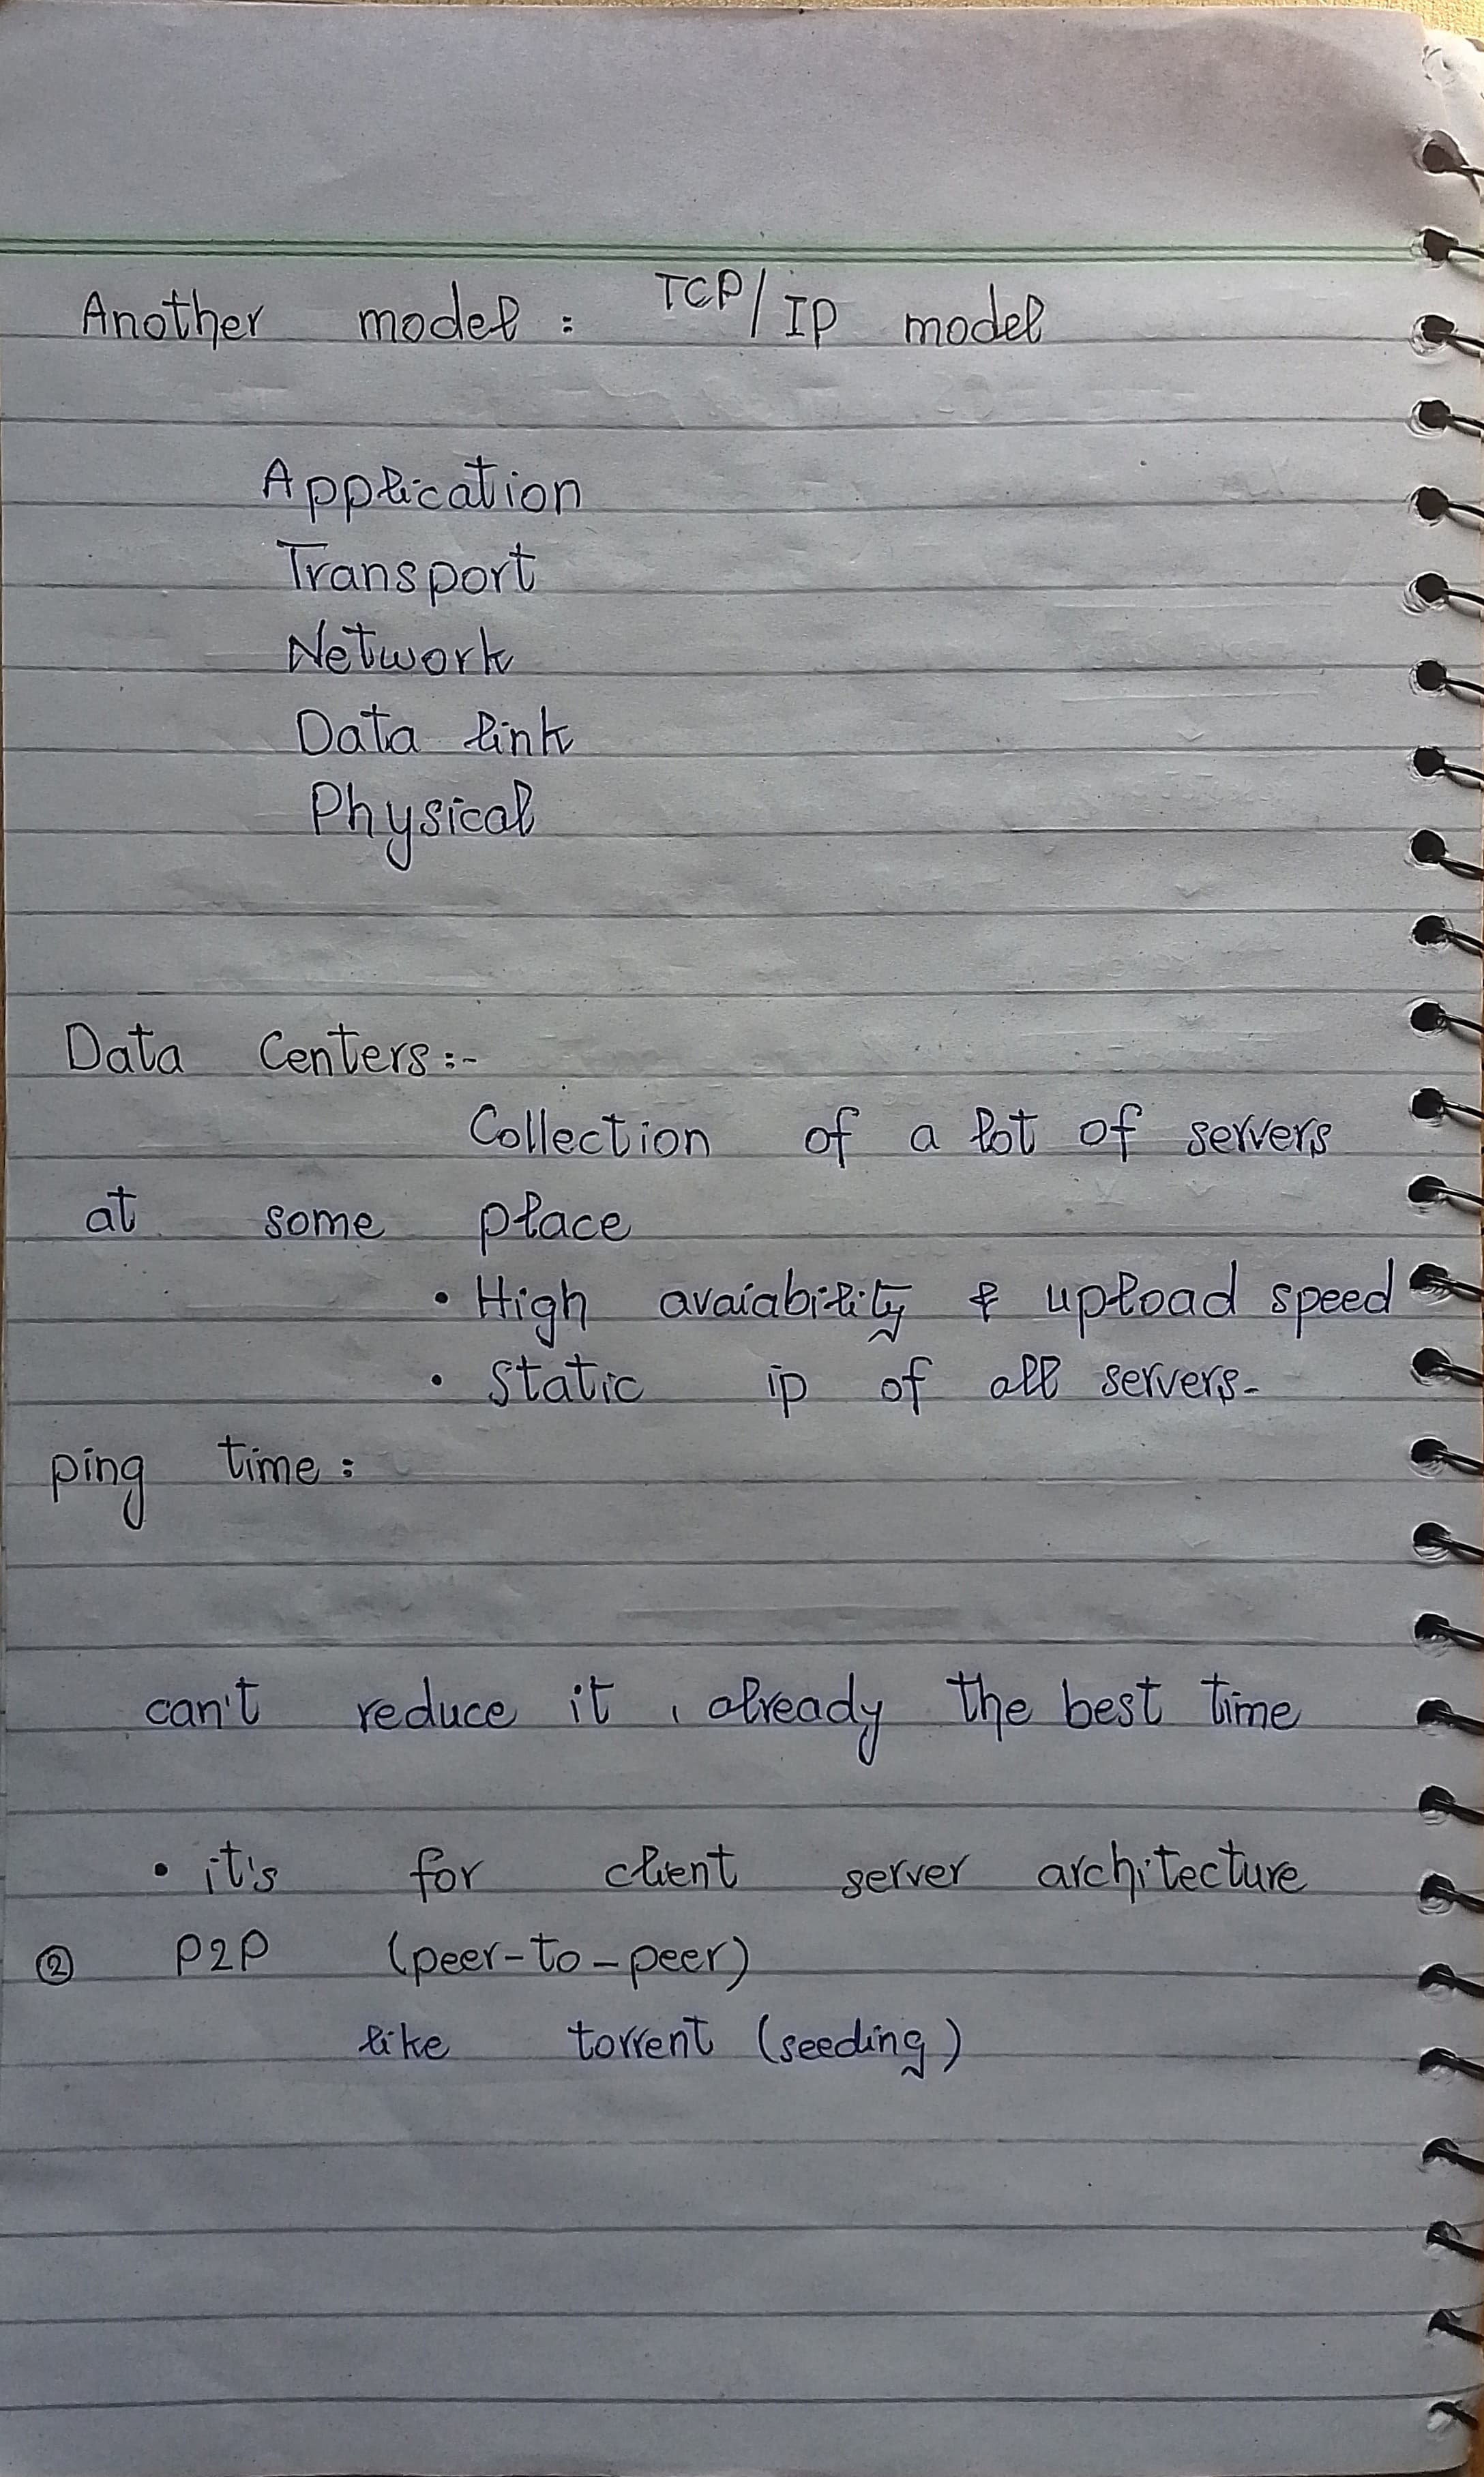 Another model : TCP/IP model
Application
Transport
Network
Data link
Physical
Data Centers:-
Collection of a lot of servers
at some place
• High avaiability & upload speed
• static ip of all servers.
ping time :
can't reduce it , already the best time
• it's for client server architecture
② P2P (peer-to-peer)
like torrent (seeding)